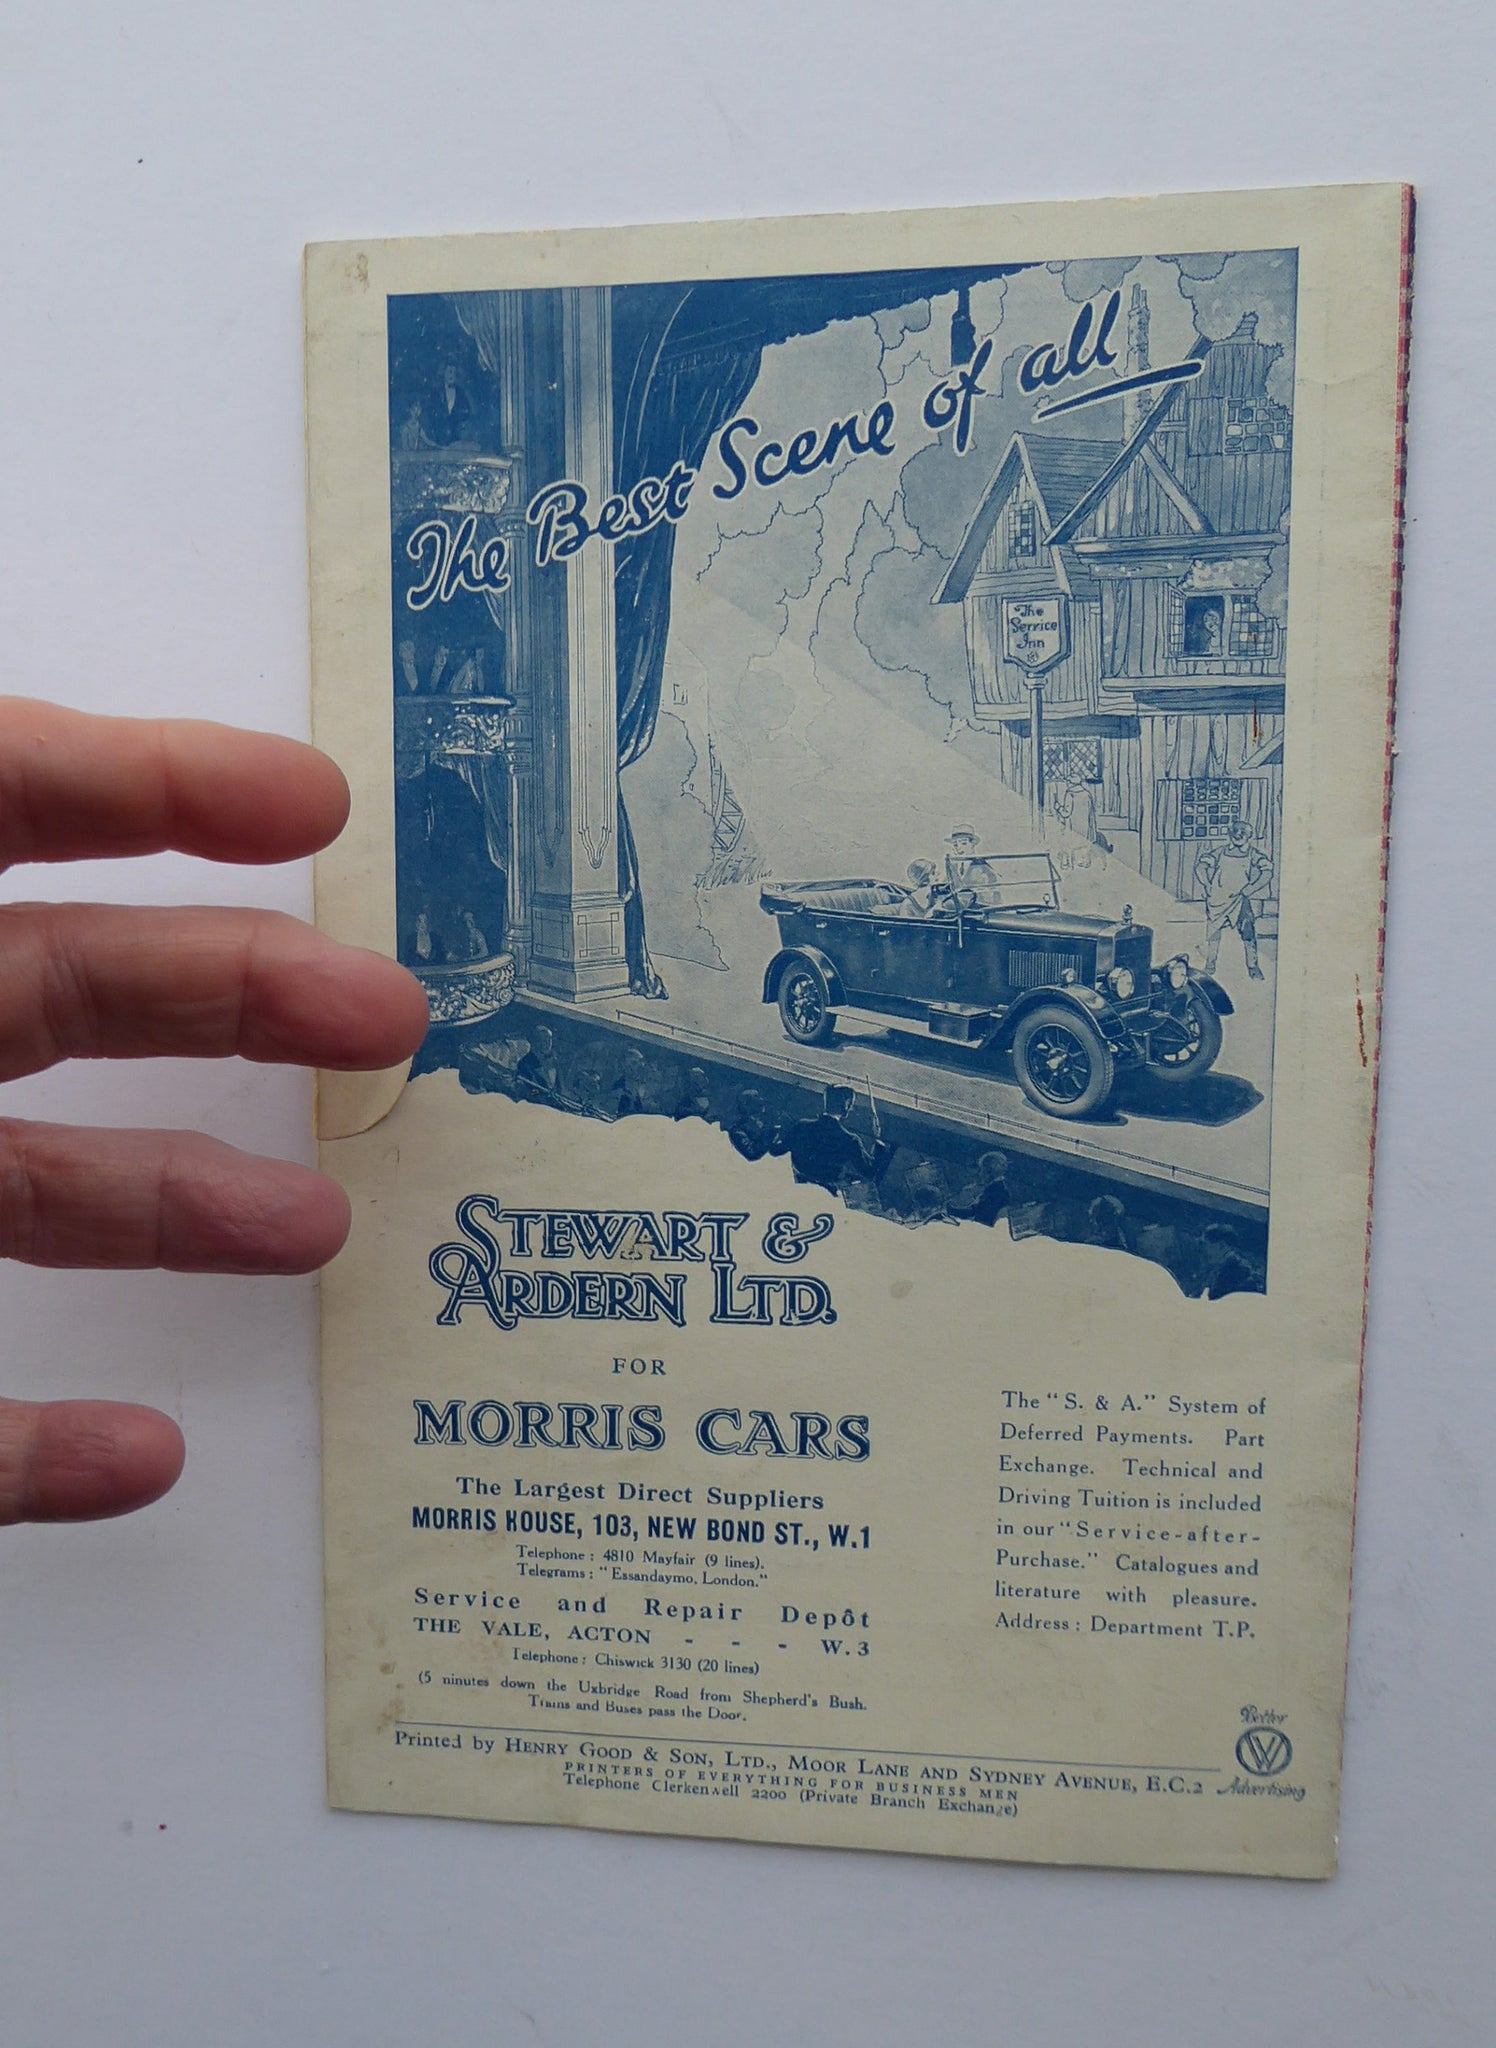 The Best Scene of all
The
Service
Inn
STEWART &
ARDERN LTD.
FOR
MORRIS CARS
The Largest Direct Suppliers
MORRIS HOUSE, 103, NEW BOND ST., W.1
Telephone : 4810 Mayfair (9 lines).
Telegrams : "Essandaymo, London."
Service and Repair Depôt
THE VALE, ACTON - - - W.3
Telephone : Chiswick 3130 (20 lines)
(5 minutes down the Uxbridge Road from Shepherd's Bush.
Trams and Buses pass the Door.
The "S. & A." System of
Deferred Payments. Part
Exchange. Technical and
Driving Tuition is included
in our "Service-after-
Purchase." Catalogues and
literature with pleasure.
Address : Department T.P.
Printed by HENRY GOOD & SON, LTD., MOOR LANE AND SYDNEY AVENUE, E.C.2
PRINTERS OF EVERYTHING FOR BUSINESS MEN
Telephone Clerkenwell 2200 (Private Branch Exchange)
Better
W
Advertising